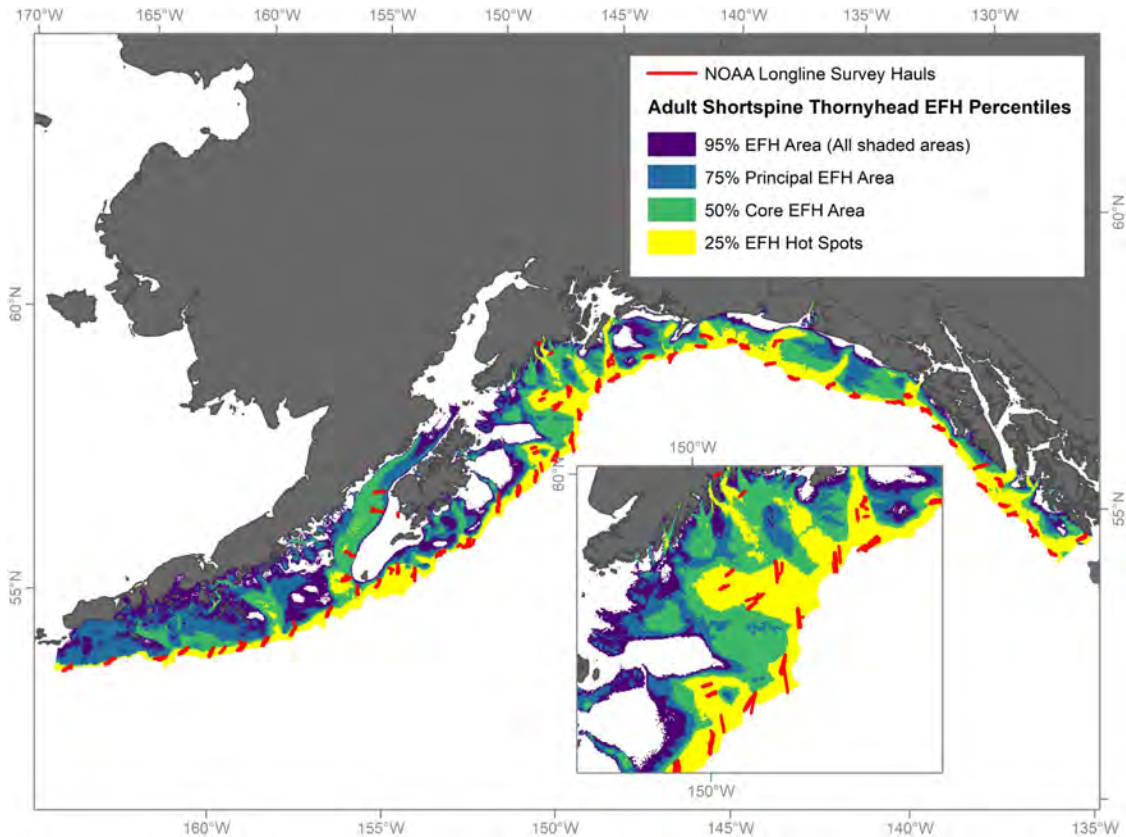 170°W 165°W 160°W 155°W 150°W 145°W 140°W 135°W 130°W
NOAA Longline Survey Hauls
Adult Shortspine Thornyhead EFH Percentiles
95% EFH Area (All shaded areas)
75% Principal EFH Area
50% Core EFH Area
25% EFH Hot Spots
60°N
60°N
150°W
60°N
55°N
55°N
150°W
160°W 155°W 150°W 145°W 140°W 135°W